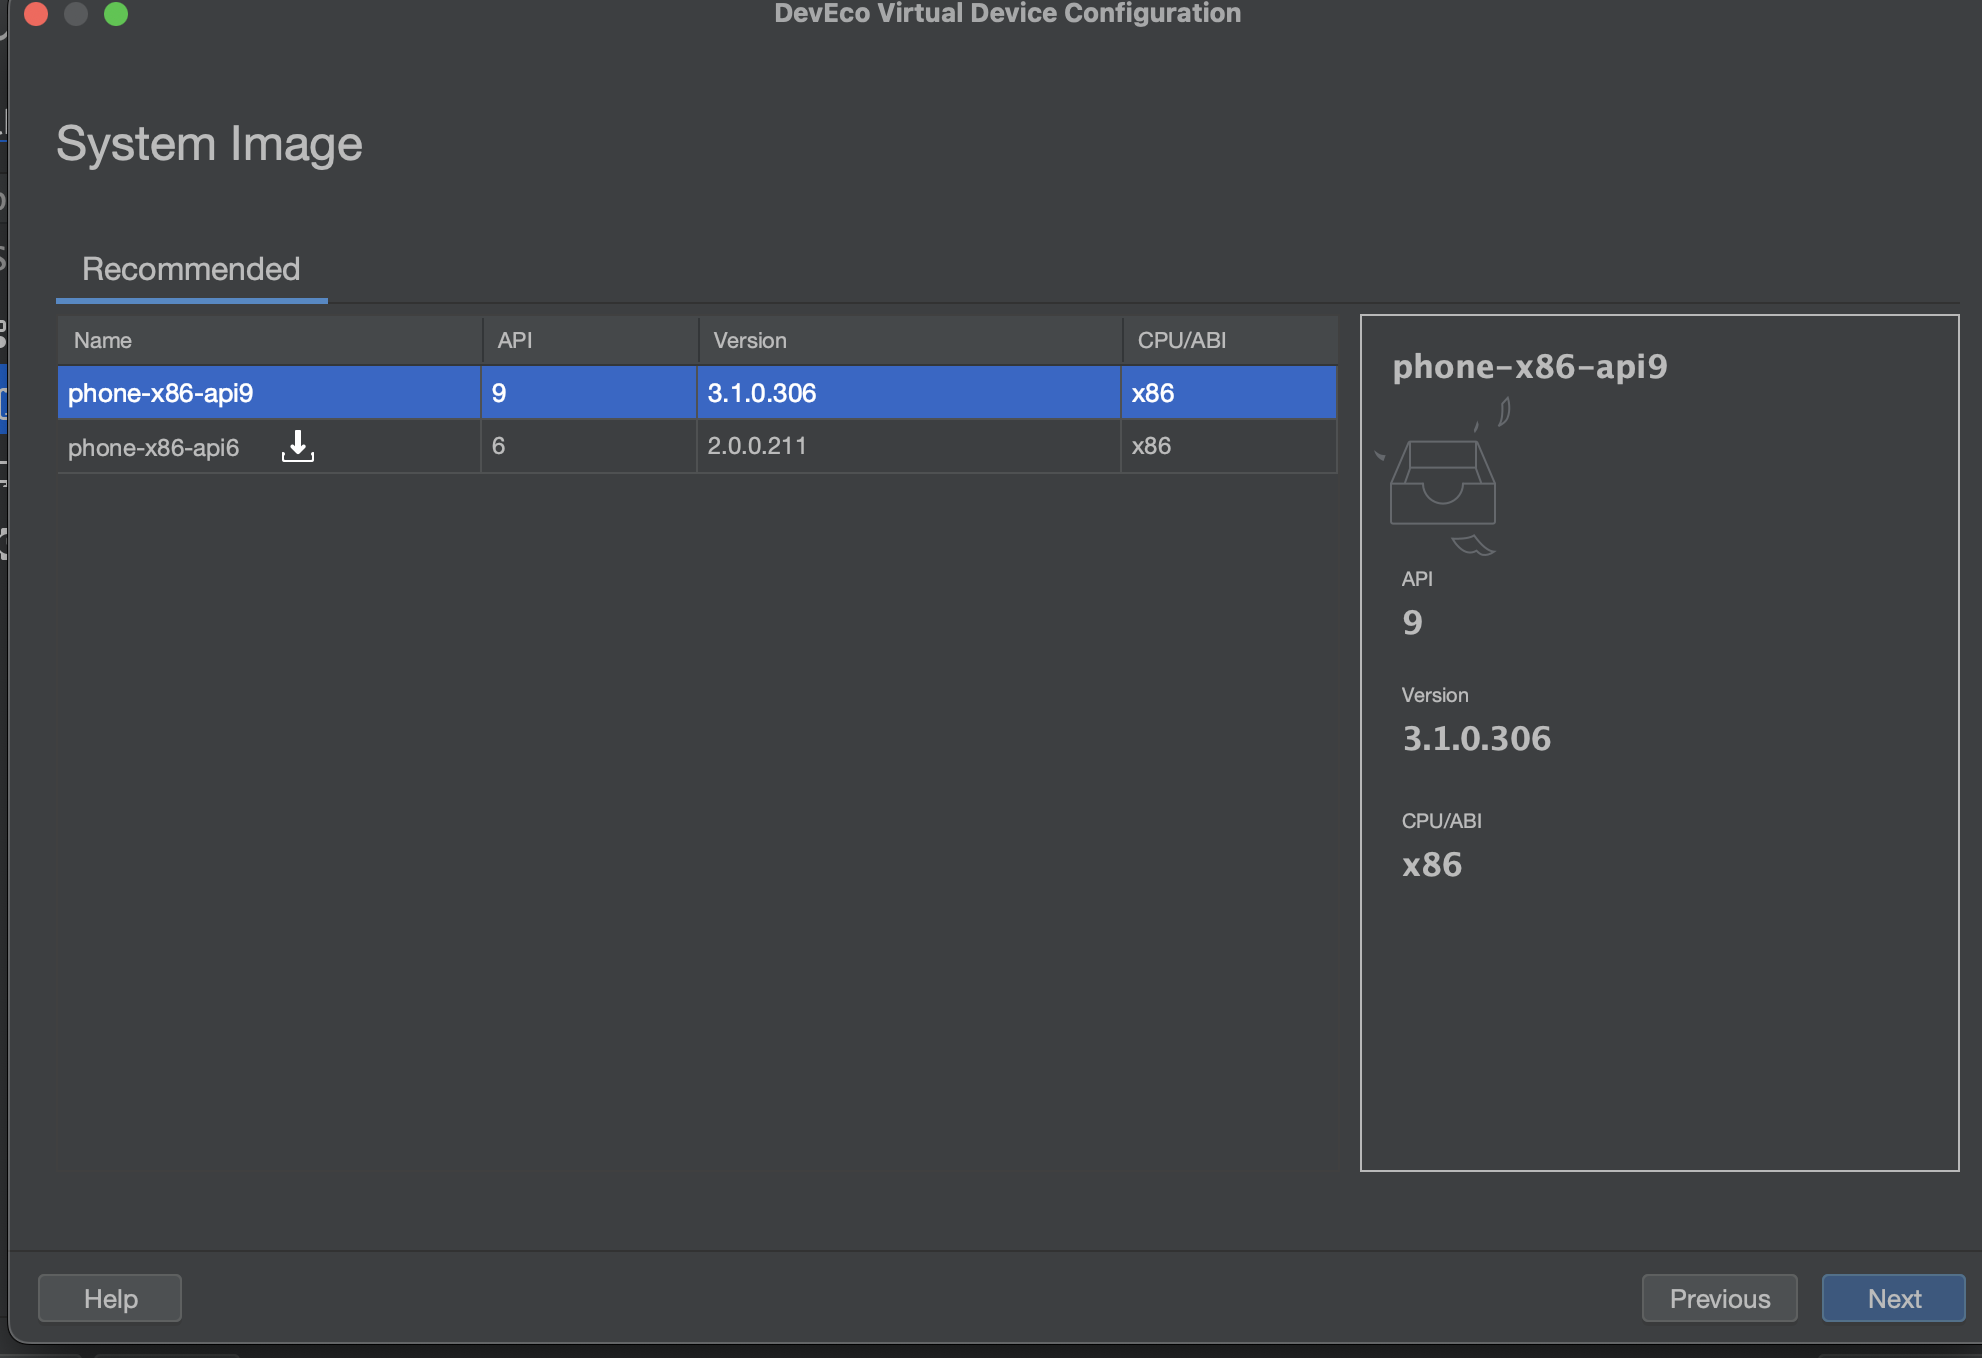 DevEco Virtual Device Configuration
System Image
Recommended
Name API Version CPU/ABI
phone-x86-api9 9 3.1.0.306 x86
phone-x86-api6 6 2.0.0.211 x86
phone-x86-api9
API
9
Version
3.1.0.306
CPU/ABI
x86
Help Previous Next